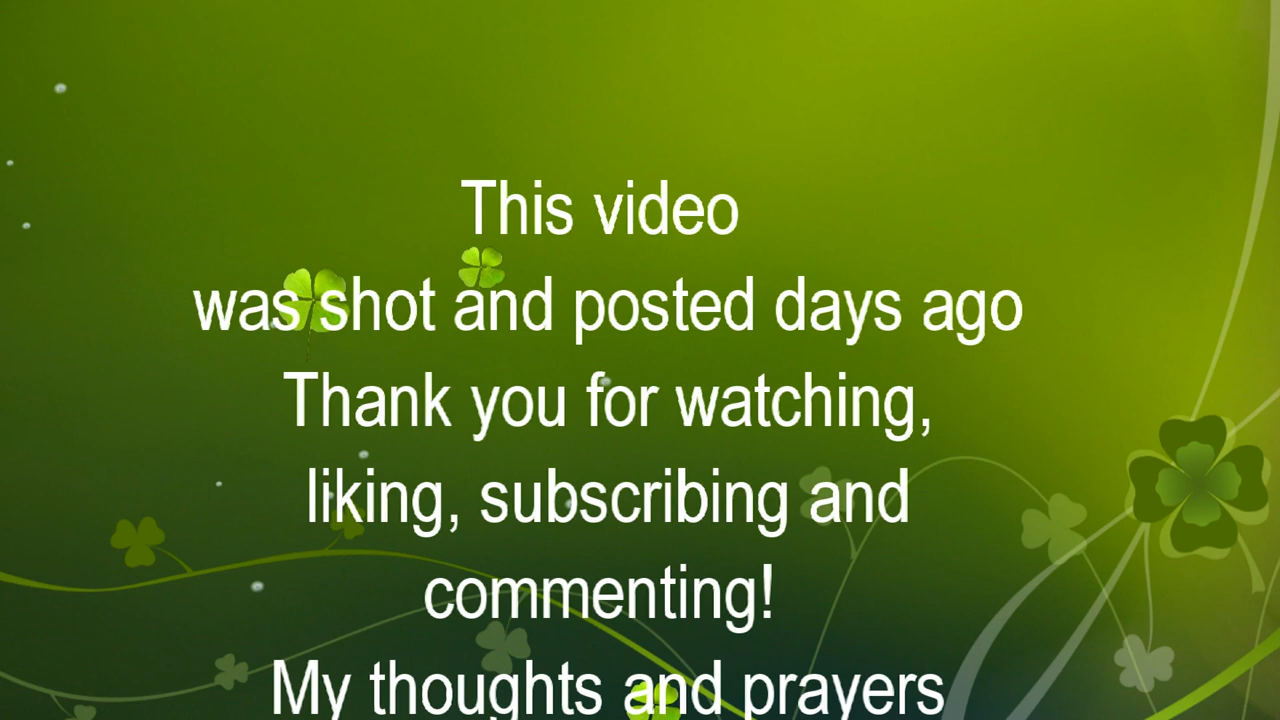 This video
was shot and posted days ago
Thank you for watching,
liking, subscribing and
commenting!
My thoughts and prayers